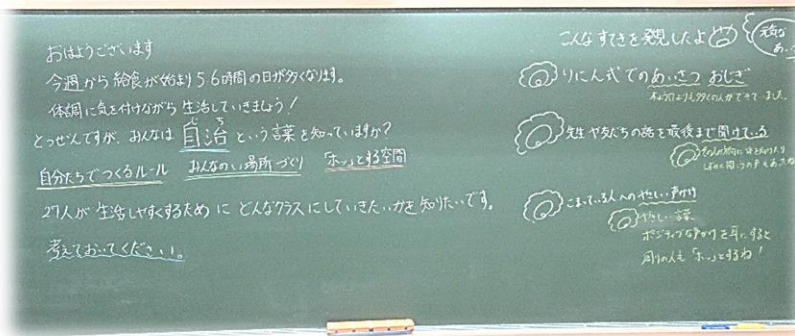 おはようございます
今週から給食が始まり5.6時間の日が多くなります。
体調に気を付けながら生活していきましょう!
とつぜんですが、みんなは自治という言葉を知っていますか?
じち
自分たちでつくるルール みんなのいい場所づくり 「ホッ」とする空間
27人が生活しやすくするためにどんなクラスにしていきたいかを知りたいです。
考えておいてください。
こんなすてきを発見したよ
元気な
りにん式でのあいさつ おじぎ
先生や友だちの話を最後まで聞けている
こまっている人へのやさしい声かけ
やさしい言葉
ポジティブな声かけを耳にすると
周りの人も「ホッ」とするね!